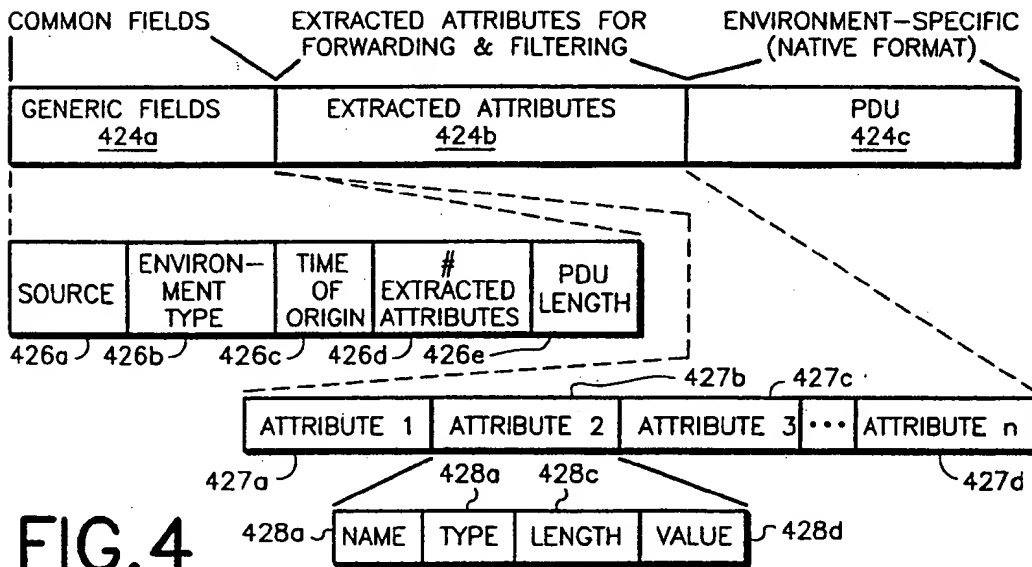 COMMON FIELDS
EXTRACTED ATTRIBUTES FOR
FORWARDING & FILTERING
ENVIRONMENT-SPECIFIC
(NATIVE FORMAT)
GENERIC FIELDS
424a
EXTRACTED ATTRIBUTES
424b
PDU
424c
SOURCE
ENVIRON-
MENT
TYPE
TIME
OF
ORIGIN
#
EXTRACTED
ATTRIBUTES
PDU
LENGTH
426a 426b 426c 426d 426e
427b 427c
ATTRIBUTE 1 ATTRIBUTE 2 ATTRIBUTE 3 ••• ATTRIBUTE n
427a 428a 428c 427d
428a NAME TYPE LENGTH VALUE 428d
FIG.4